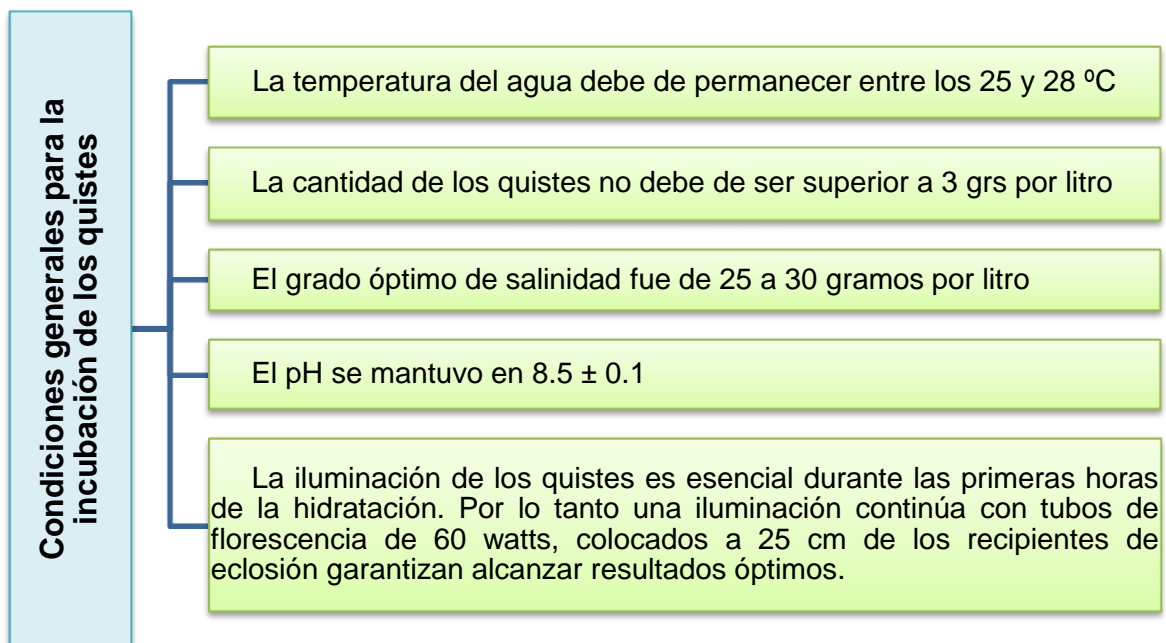 Condiciones generales para la
incubación de los quistes
La temperatura del agua debe de permanecer entre los 25 y 28 ºC
La cantidad de los quistes no debe de ser superior a 3 grs por litro
El grado óptimo de salinidad fue de 25 a 30 gramos por litro
El pH se mantuvo en 8.5 ± 0.1
La iluminación de los quistes es esencial durante las primeras horas
de la hidratación. Por lo tanto una iluminación continúa con tubos de
florescencia de 60 watts, colocados a 25 cm de los recipientes de
eclosión garantizan alcanzar resultados óptimos.